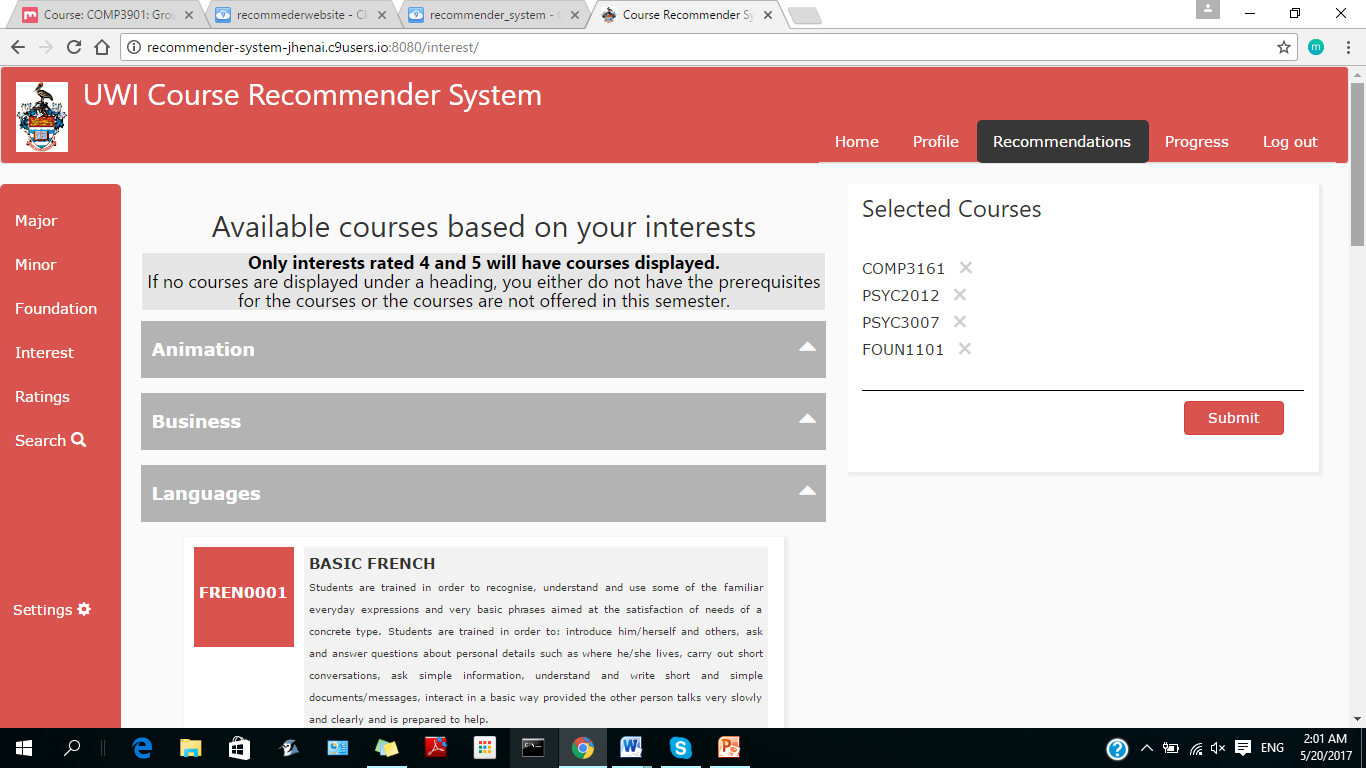 Course: COMP3901: Grou
recommederwebsite - Cl
recommender_system - C
Course Recommender Sy
recommender-system-jhenai.c9users.io:8080/interest/
m
UWI Course Recommender System
Home Profile Recommendations Progress Log out
Major
Minor
Foundation
Interest
Ratings
Search
Settings
Available courses based on your interests
Only interests rated 4 and 5 will have courses displayed.
If no courses are displayed under a heading, you either do not have the prerequisites
for the courses or the courses are not offered in this semester.
Animation
Business
Languages
FREN0001
BASIC FRENCH
Students are trained in order to recognise, understand and use some of the familiar
everyday expressions and very basic phrases aimed at the satisfaction of needs of a
concrete type. Students are trained in order to: introduce him/herself and others, ask
and answer questions about personal details such as where he/she lives, carry out short
conversations, ask simple information, understand and write short and simple
documents/messages, interact in a basic way provided the other person talks very slowly
and clearly and is prepared to help.
Selected Courses
COMP3161
PSYC2012
PSYC3007
FOUN1101
Submit
ENG
2:01 AM
5/20/2017